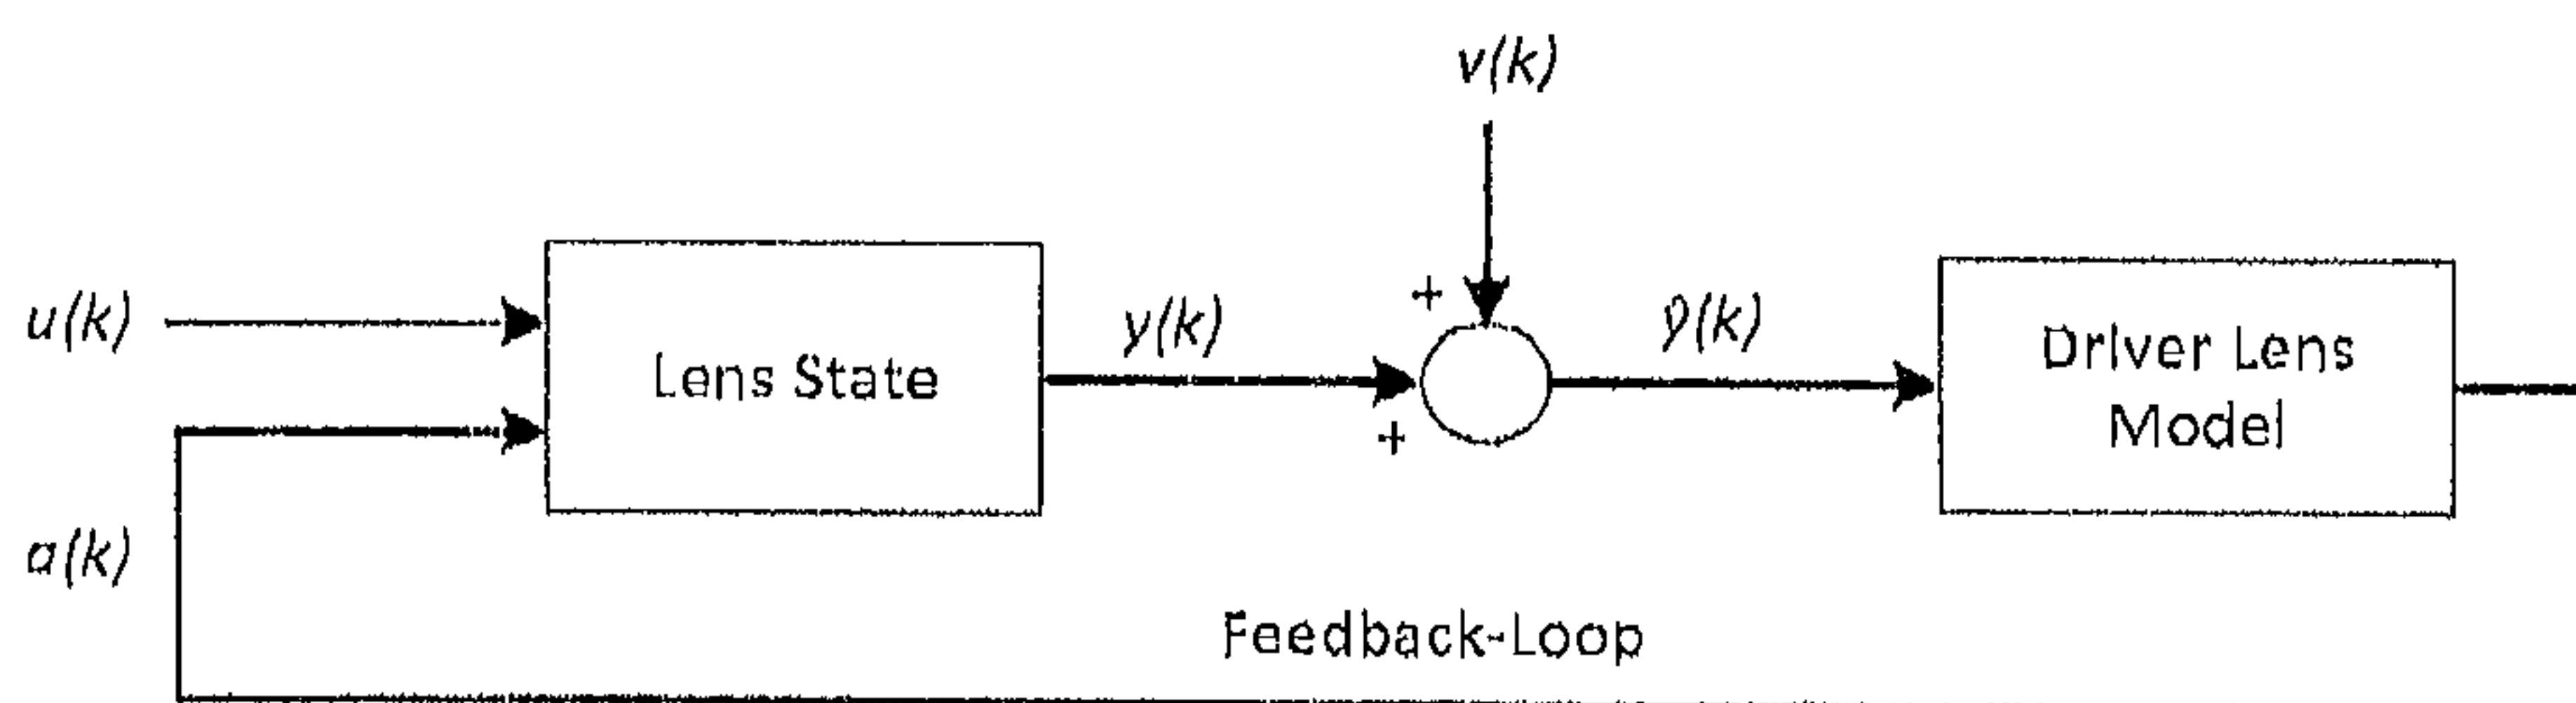 v(k)
+
u(k)
Lens State
y(k)
ŷ(k)
Driver Lens
Model
+
a(k)
Feedback-Loop